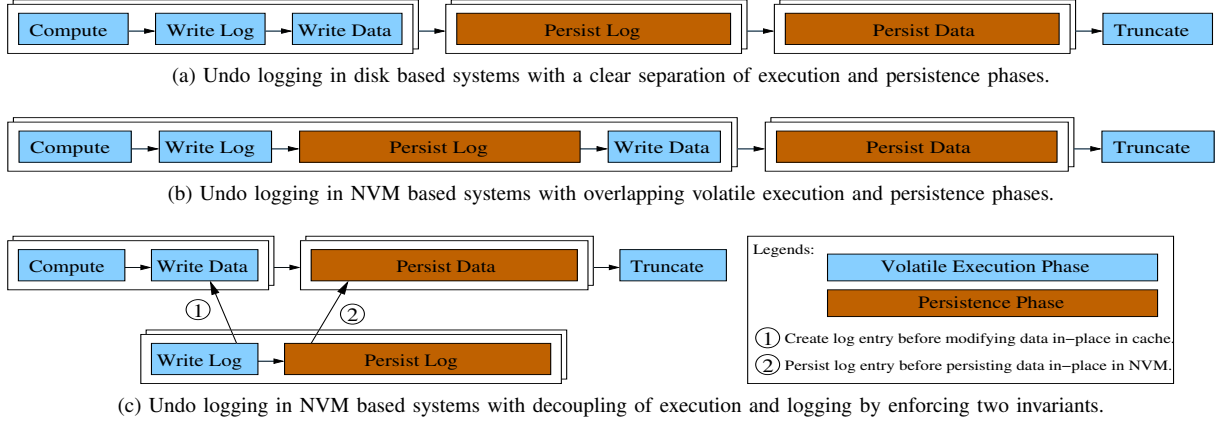 Compute Write Log Write Data Persist Log Persist Data Truncate
(a) Undo logging in disk based systems with a clear separation of execution and persistence phases.
Compute Write Log Persist Log Write Data Persist Data Truncate
(b) Undo logging in NVM based systems with overlapping volatile execution and persistence phases.
Compute Write Data Persist Data Truncate
1 2
Write Log Persist Log
Legends:
Volatile Execution Phase
Persistence Phase
1 Create log entry before modifying data in-place in cache.
2 Persist log entry before persisting data in-place in NVM.
(c) Undo logging in NVM based systems with decoupling of execution and logging by enforcing two invariants.